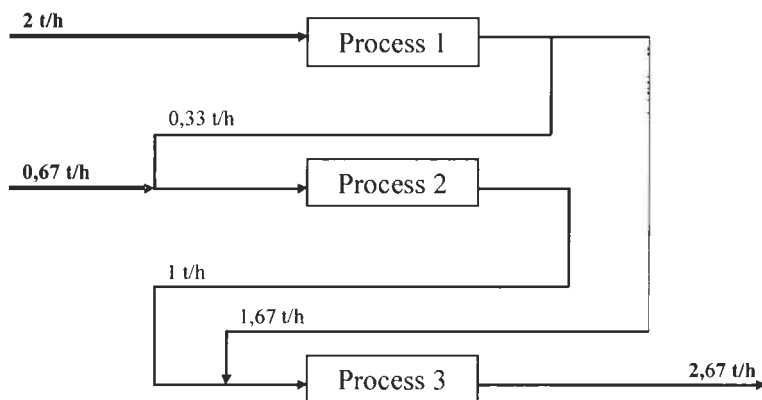 2 t/h
Process 1
0,33 t/h
0,67 t/h
Process 2
1 t/h
1,67 t/h
Process 3
2,67 t/h